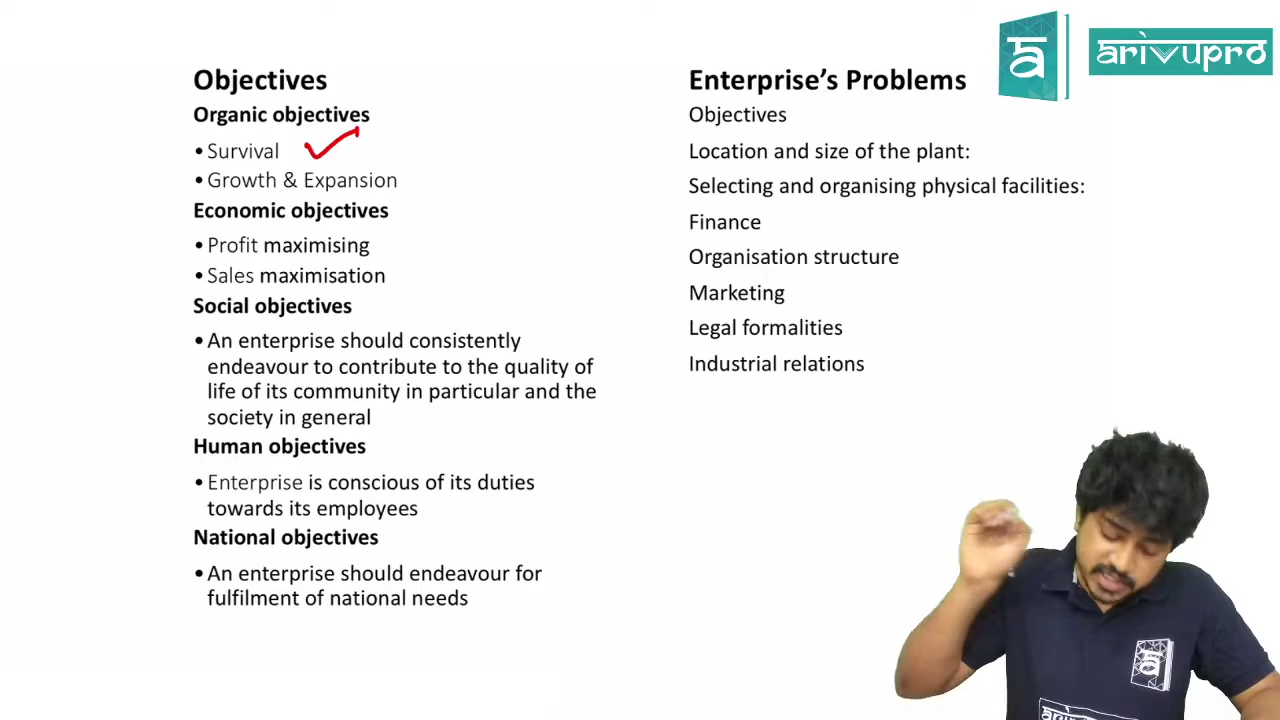 Objectives
Organic objectives
• Survival
• Growth & Expansion
Economic objectives
• Profit maximising
• Sales maximisation
Social objectives
• An enterprise should consistently
endeavour to contribute to the quality of
life of its community in particular and the
society in general
Human objectives
• Enterprise is conscious of its duties
towards its employees
National objectives
• An enterprise should endeavour for
fulfilment of national needs
Enterprise’s Problems
Objectives
Location and size of the plant:
Selecting and organising physical facilities:
Finance
Organisation structure
Marketing
Legal formalities
Industrial relations
arivupro